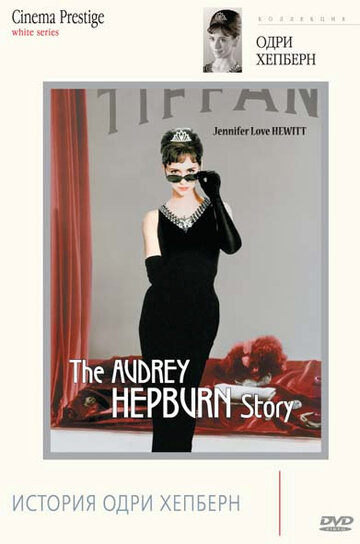 Cinema Prestige
white series
КОЛЛЕКЦИЯ
ОДРИ
ХЕПБЕРН
TIFFAN
Jennifer Love HEWITT
The AUDREY
HEPBURN Story
ИСТОРИЯ ОДРИ ХЕПБЕРН
DVD